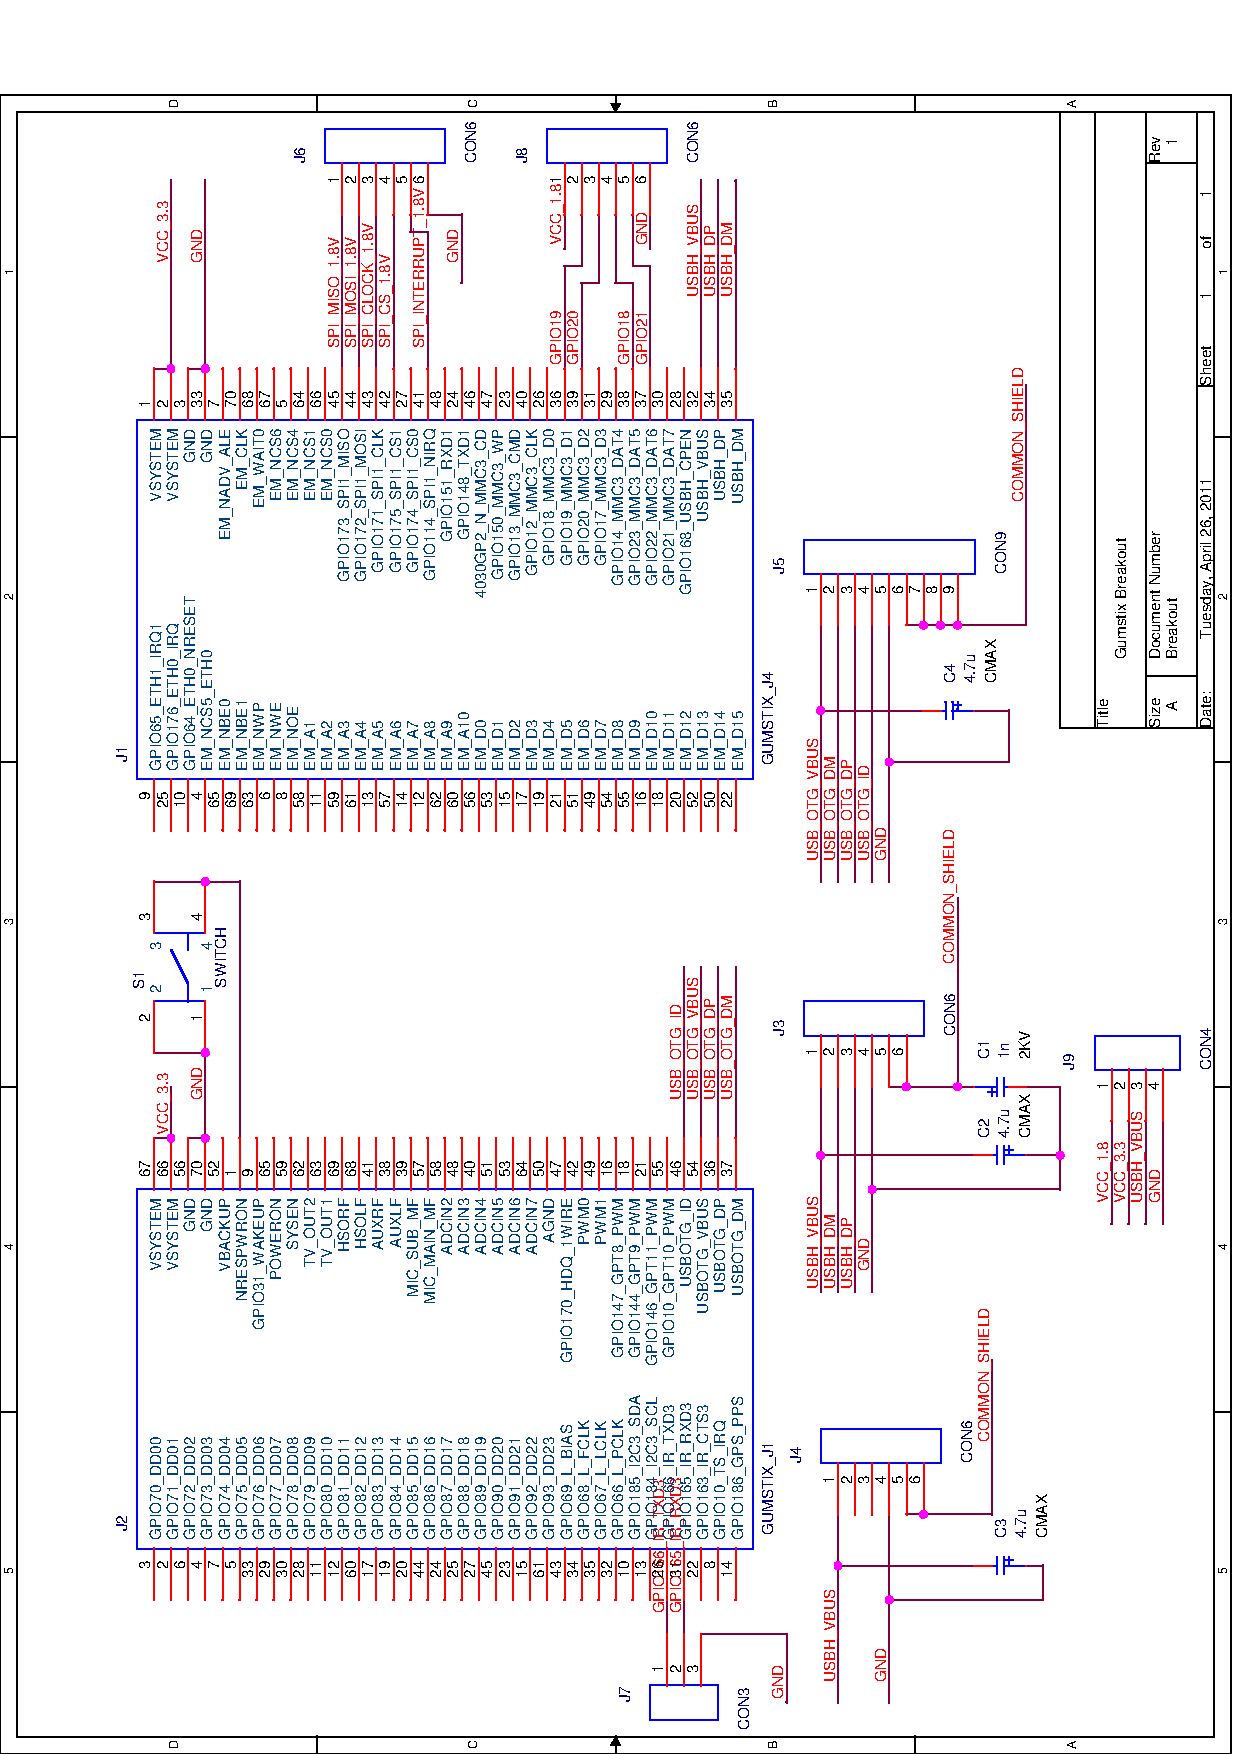 5
4
3
2
1
D
C
B
A
J2
GUMSTIX_J1
3 GPIO70_DD00
2 GPIO71_DD01
6 GPIO72_DD02
4 GPIO73_DD03
7 GPIO74_DD04
5 GPIO75_DD05
33 GPIO76_DD06
29 GPIO77_DD07
30 GPIO78_DD08
28 GPIO79_DD09
11 GPIO80_DD10
12 GPIO81_DD11
60 GPIO82_DD12
17 GPIO83_DD13
19 GPIO84_DD14
20 GPIO85_DD15
44 GPIO86_DD16
24 GPIO87_DD17
25 GPIO88_DD18
27 GPIO89_DD19
45 GPIO90_DD20
23 GPIO91_DD21
15 GPIO92_DD22
61 GPIO93_DD23
43 GPIO69_L_BIAS
34 GPIO68_L_FCLK
35 GPIO67_L_LCLK
32 GPIO66_L_PCLK
10 GPIO185_I2C3_SDA
13 GPIO184_I2C3_SCL
26 GPIO166_IR_TXD3
31 GPIO165_IR_RXD3
22 GPIO163_IR_CTS3
8 GPIO10_TS_IRQ
14 GPIO186_GPS_PPS
VSYSTEM 67
VSYSTEM 66
GND 56
GND 70
VBACKUP 52
NRESPWRON 1
GPIO31_WAKEUP 9
POWERON 65
SYSEN 59
TV_OUT2 62
TV_OUT1 63
HSORF 69
HSOLF 68
AUXRF 41
AUXLF 38
MIC_SUB_MF 39
MIC_MAIN_MF 57
ADCIN2 58
ADCIN3 48
ADCIN4 40
ADCIN5 51
ADCIN6 53
ADCIN7 64
AGND 50
GPIO170_HDQ_1WIRE 47
PWM0 42
PWM1 49
GPIO147_GPT8_PWM 16
GPIO144_GPT9_PWM 18
GPIO146_GPT11_PWM 21
GPIO10_GPT10_PWM 55
USBOTG_ID 46
USBOTG_VBUS 54
USBOTG_DP 36
USBOTG_DM 37
VCC_3.3
GND
USB_OTG_ID
USB_OTG_VBUS
USB_OTG_DP
USB_OTG_DM
S1
SWITCH
2 2 3 3
1 1 4 4
J1
GUMSTIX_J4
9 GPIO65_ETH1_IRQ1
25 GPIO176_ETH0_IRQ
10 GPIO64_ETH0_NRESET
4 EM_NCS5_ETH0
65 EM_NBE0
69 EM_NBE1
63 EM_NWP
6 EM_NWE
8 EM_NOE
58 EM_A1
11 EM_A2
59 EM_A3
61 EM_A4
13 EM_A5
57 EM_A6
14 EM_A7
12 EM_A8
62 EM_A9
60 EM_A10
56 EM_D0
53 EM_D1
15 EM_D2
17 EM_D3
19 EM_D4
21 EM_D5
51 EM_D6
49 EM_D7
54 EM_D8
55 EM_D9
16 EM_D10
18 EM_D11
20 EM_D12
52 EM_D13
50 EM_D14
22 EM_D15
VSYSTEM 1
VSYSTEM 2
GND 3
GND 33
EM_NADV_ALE 7
EM_CLK 70
EM_WAIT0 68
EM_NCS6 67
EM_NCS4 5
EM_NCS1 64
EM_NCS0 66
GPIO173_SPI1_MISO 45
GPIO172_SPI1_MOSI 44
GPIO171_SPI1_CLK 43
GPIO175_SPI1_CS1 42
GPIO174_SPI1_CS0 27
GPIO114_SPI1_NIRQ 41
GPIO151_RXD1 48
GPIO148_TXD1 24
4030GP2_N_MMC3_CD 46
GPIO150_MMC3_WP 47
GPIO13_MMC3_CMD 23
GPIO12_MMC3_CLK 40
GPIO18_MMC3_D0 26
GPIO19_MMC3_D1 36
GPIO20_MMC3_D2 39
GPIO17_MMC3_D3 31
GPIO14_MMC3_DAT4 29
GPIO23_MMC3_DAT5 38
GPIO22_MMC3_DAT6 37
GPIO21_MMC3_DAT7 30
GPIO168_USBH_CPEN 28
USBH_VBUS 32
USBH_DP 34
USBH_DM 35
VCC_3.3
GND
SPI_MISO_1.8V
SPI_MOSI_1.8V
SPI_CLOCK_1.8V
SPI_CS_1.8V
SPI_INTERRUPT_1.8V
GND
J6
1
2
3
4
5
6
CON6
GPIO19
GPIO20
GPIO18
GPIO21
VCC_1.8
GND
J8
1
2
3
4
5
6
CON6
USBH_VBUS
USBH_DP
USBH_DM
J7
1
2
3
CON3
GPIO166_IR_TXD3
GPIO165_IR_RXD3
GND
J4
1
2
3
4
5
6
CON6
USBH_VBUS
GND
COMMON_SHIELD
C3
4.7u
CMAX
J3
1
2
3
4
5
6
CON6
USBH_VBUS
USBH_DM
USBH_DP
GND
COMMON_SHIELD
C2
4.7u
CMAX
C1
1n
2KV
J5
1
2
3
4
5
6
7
8
9
CON9
USB_OTG_VBUS
USB_OTG_DM
USB_OTG_DP
USB_OTG_ID
GND
COMMON_SHIELD
C4
4.7u
CMAX
J9
1
2
3
4
CON4
VCC_1.8
VCC_3.3
USBH_VBUS
GND
Title
Gumstix Breakout
Size
A
Document Number
Breakout
Rev
1
Date: Tuesday, April 26, 2011
Sheet 1 of 1
5
4
3
2
1
D
C
B
A